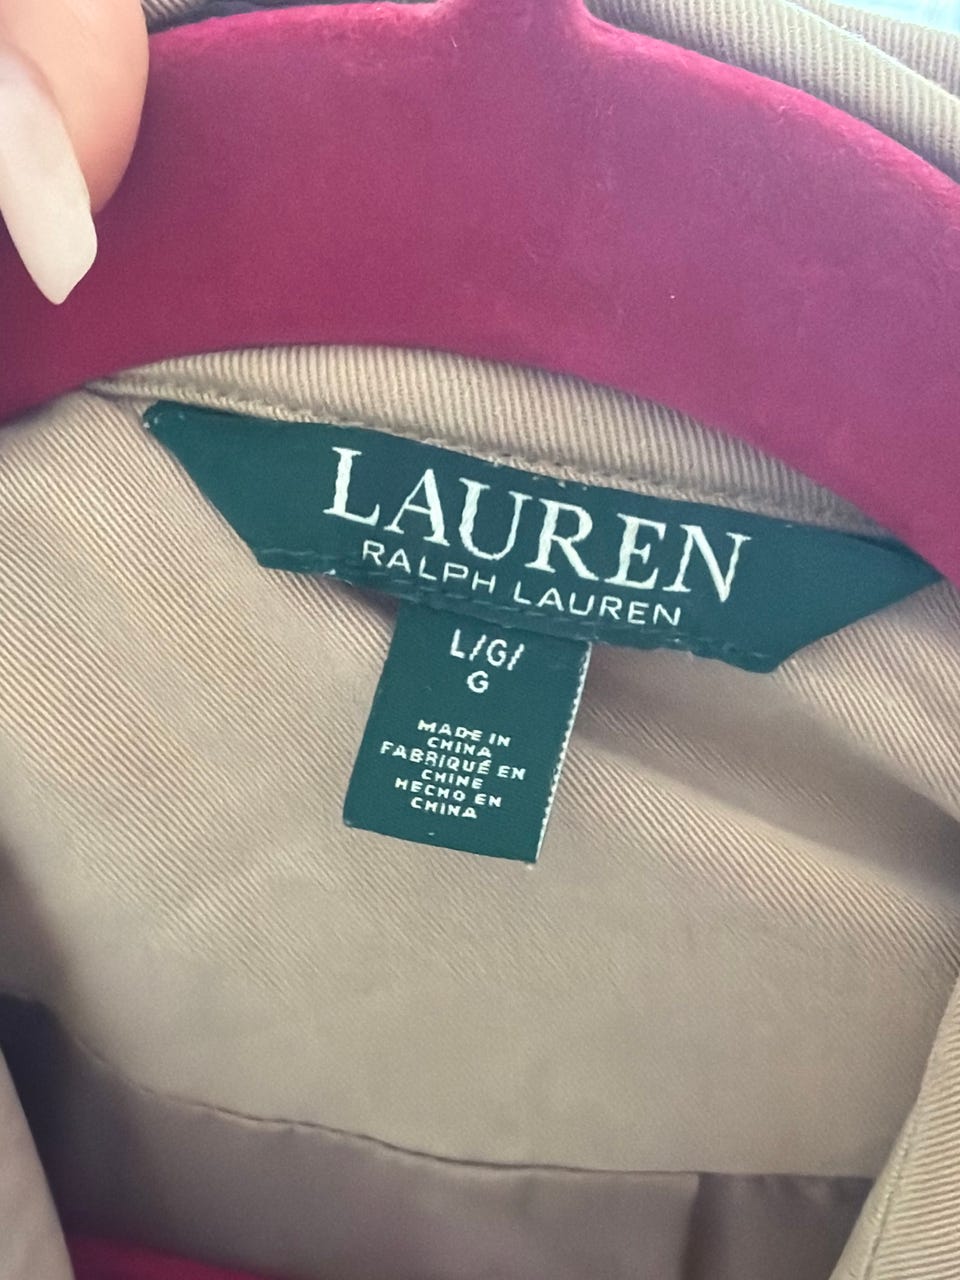 LAUREN
RALPH LAUREN
L/G/
G
MADE IN
CHINA
FABRIQUÉ EN
CHINE
HECHO EN
CHINA